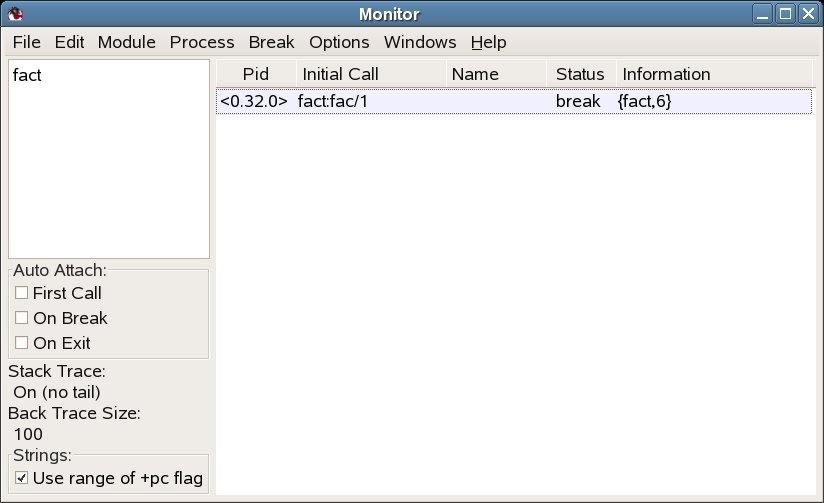 Monitor
File Edit Module Process Break Options Windows Help
fact
Pid Initial Call Name Status Information
<0.32.0> fact:fac/1 break {fact,6}
Auto Attach:
First Call
On Break
On Exit
Stack Trace:
On (no tail)
Back Trace Size:
100
Strings:
Use range of +pc flag